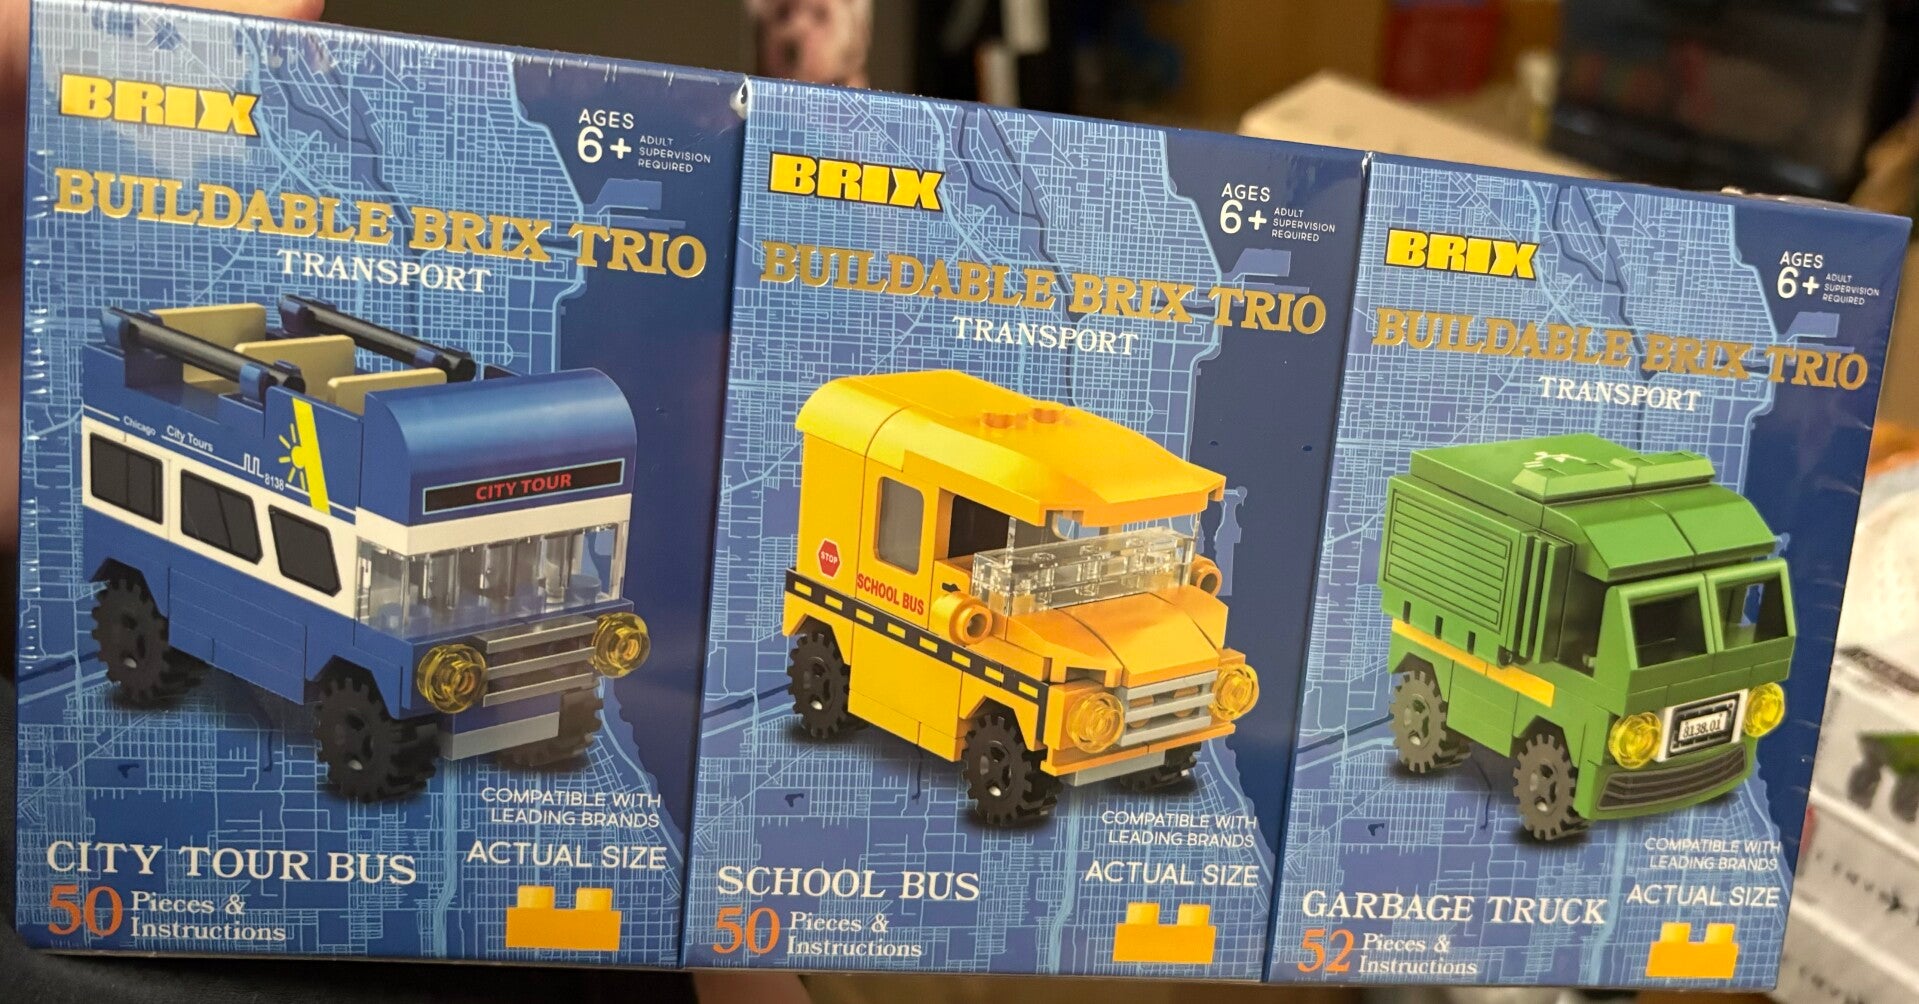 BRIX
AGES
6+
ADULT
SUPERVISION
REQUIRED
BUILDABLE BRIX TRIO
TRANSPORT
Chicago City Tours
8138
CITY TOUR
COMPATIBLE WITH
LEADING BRANDS
ACTUAL SIZE
CITY TOUR BUS
50 Pieces &
Instructions
BRIX
AGES
6+
ADULT
SUPERVISION
REQUIRED
BUILDABLE BRIX TRIO
TRANSPORT
STOP
SCHOOL BUS
COMPATIBLE WITH
LEADING BRANDS
ACTUAL SIZE
SCHOOL BUS
50 Pieces &
Instructions
BRIX
AGES
6+
ADULT
SUPERVISION
REQUIRED
BUILDABLE BRIX TRIO
TRANSPORT
8138.01
COMPATIBLE WITH
LEADING BRANDS
ACTUAL SIZE
GARBAGE TRUCK
52 Pieces &
Instructions